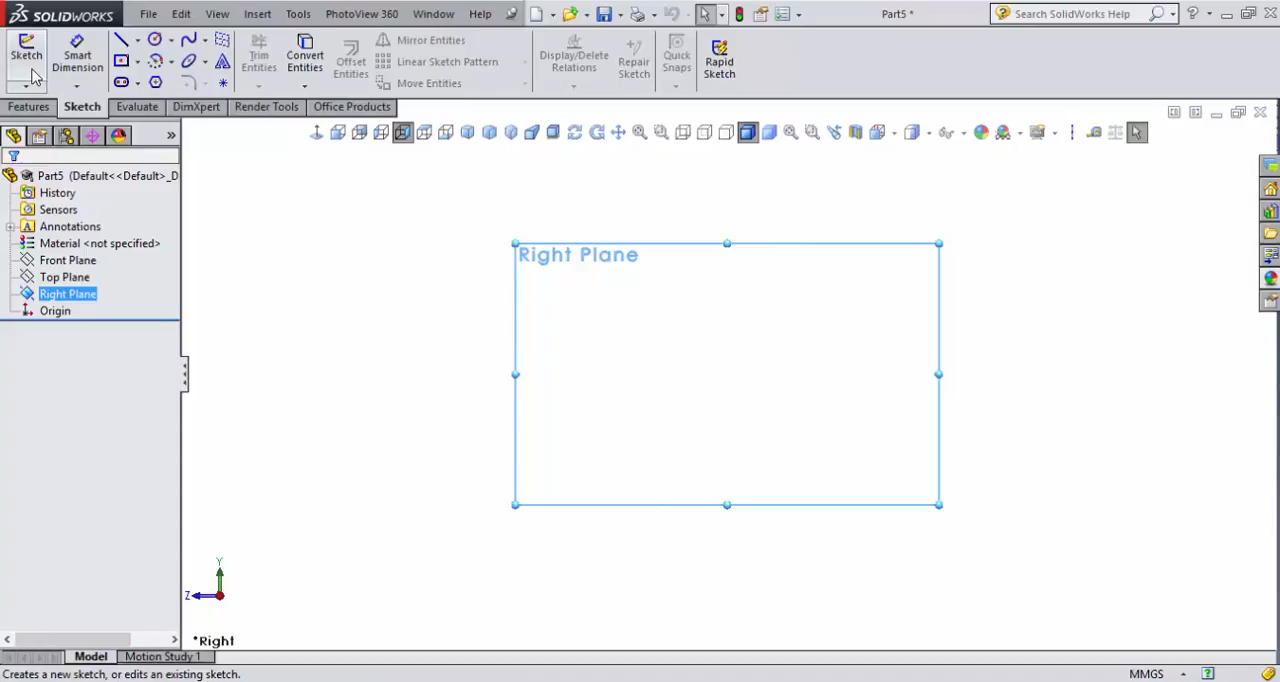 SOLIDWORKS File Edit View Insert Tools PhotoView 360 Window Help Part5 * Search SolidWorks Help
Sketch
Smart Dimension
Trim Entities
Convert Entities
Offset Entities
Mirror Entities
Linear Sketch Pattern
Move Entities
Display/Delete Relations
Repair Sketch
Quick Snaps
Rapid Sketch
Features Sketch Evaluate DimXpert Render Tools Office Products
Part5 (Default<<Default>_D
History
Sensors
Annotations
Material <not specified>
Front Plane
Top Plane
Right Plane
Origin
Right Plane
Y
Z
*Right
Model Motion Study 1
Creates a new sketch, or edits an existing sketch. MMGS